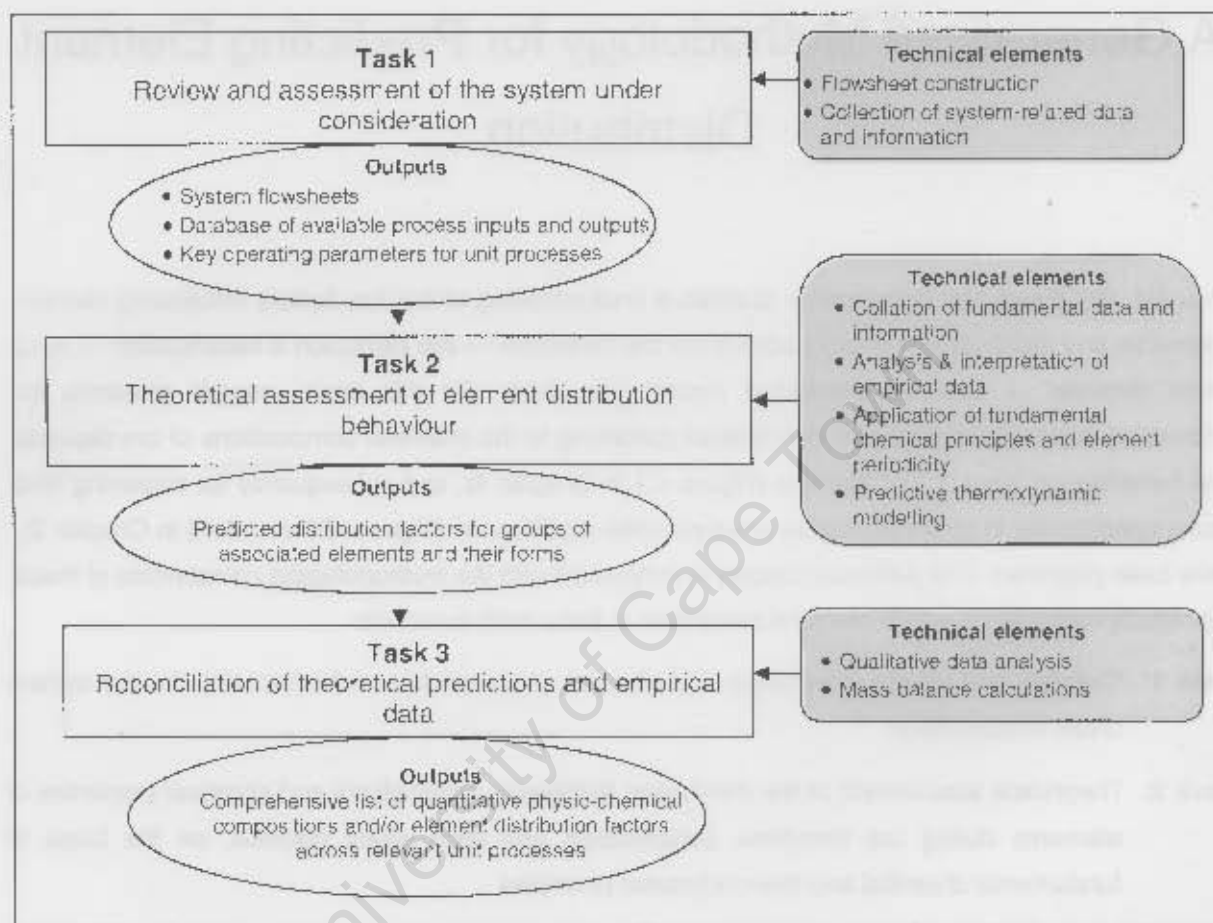 Task 1
Review and assessment of the system under
consideration
Technical elements
• Flowsheet construction
• Collection of system-related data
and information
Outputs
• System flowsheets
• Database of available process inputs and outputs
• Key operating parameters for unit processes
Task 2
Theoretical assessment of element distribution
behaviour
Technical elements
• Collation of fundamental data and
information
• Analysis & interpretation of
empirical data
• Application of fundamental
chemical principles and element
periodicity
• Predictive thermodynamic
modelling
Outputs
Predicted distribution factors for groups of
associated elements and their forms
Task 3
Reconciliation of theoretical predictions and empirical
data
Technical elements
• Qualitative data analysis
• Mass balance calculations
Outputs
Comprehensive list of quantitative physic-chemical
compositions and/or element distribution factors
across relevant unit processes
University of Cape Town